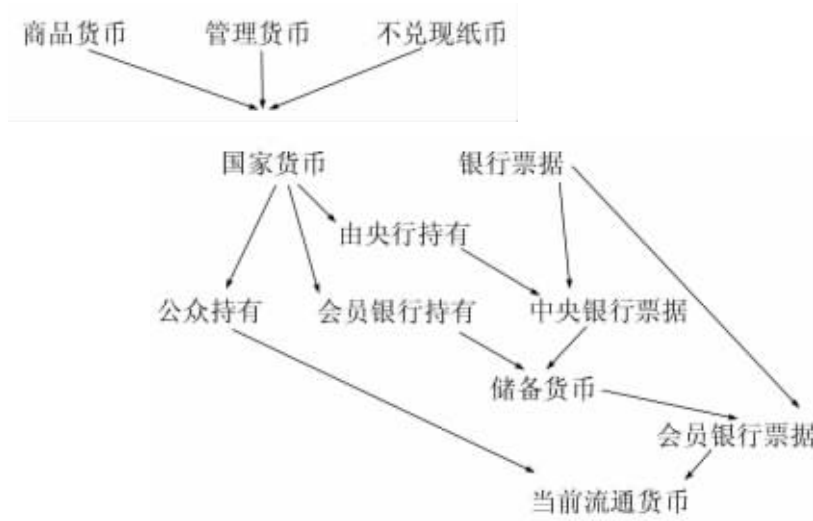 商品货币 管理货币 不兑现纸币
国家货币 银行票据
由央行持有
公众持有 会员银行持有 中央银行票据
储备货币
会员银行票据
当前流通货币